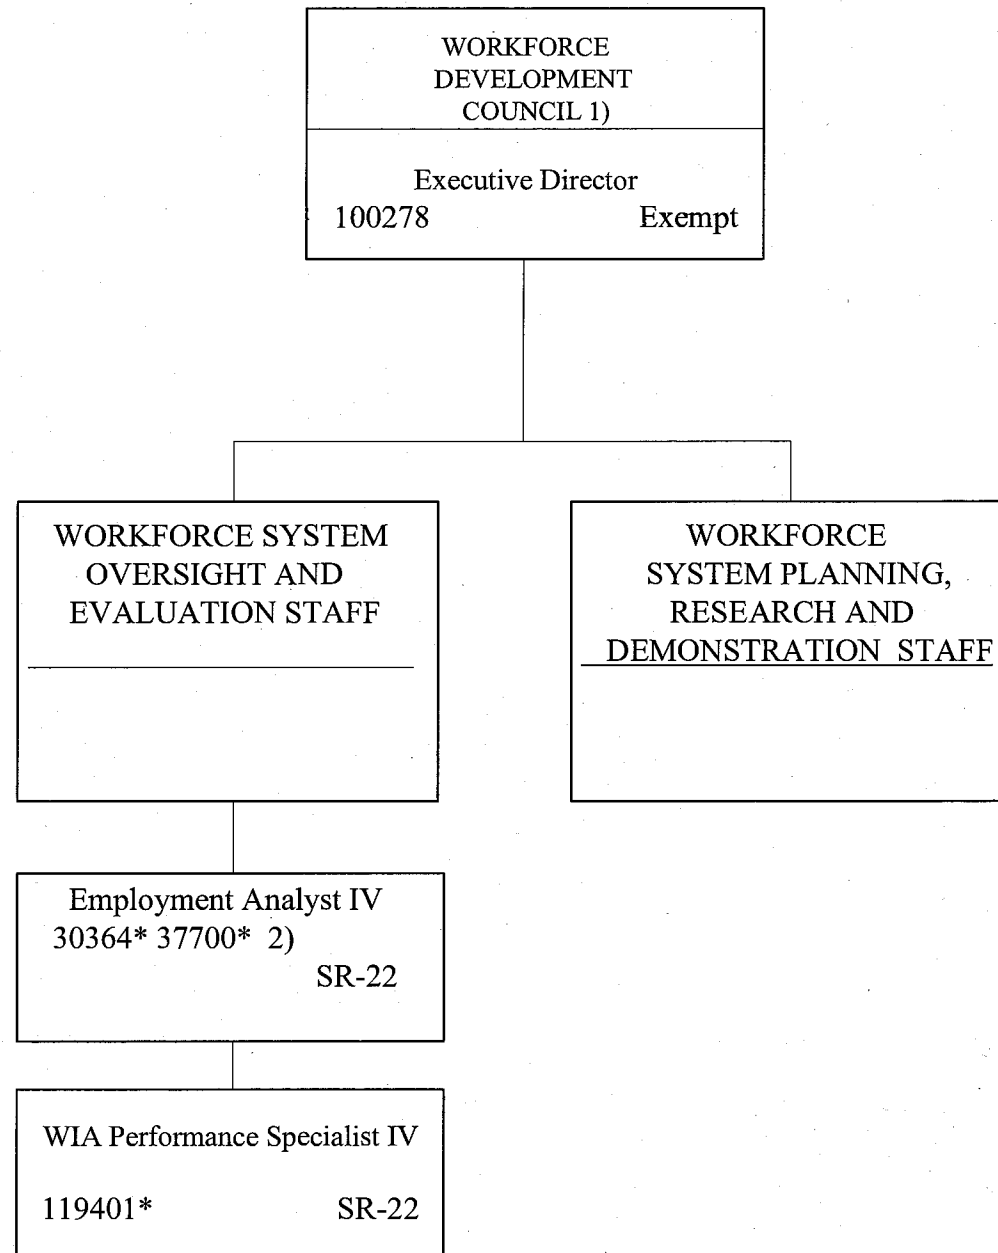 WORKFORCE
DEVELOPMENT
COUNCIL 1)
Executive Director
100278 Exempt
WORKFORCE SYSTEM
OVERSIGHT AND
EVALUATION STAFF
WORKFORCE
SYSTEM PLANNING,
RESEARCH AND
DEMONSTRATION STAFF
Employment Analyst IV
30364* 37700* 2)
SR-22
WIA Performance Specialist IV
119401* SR-22